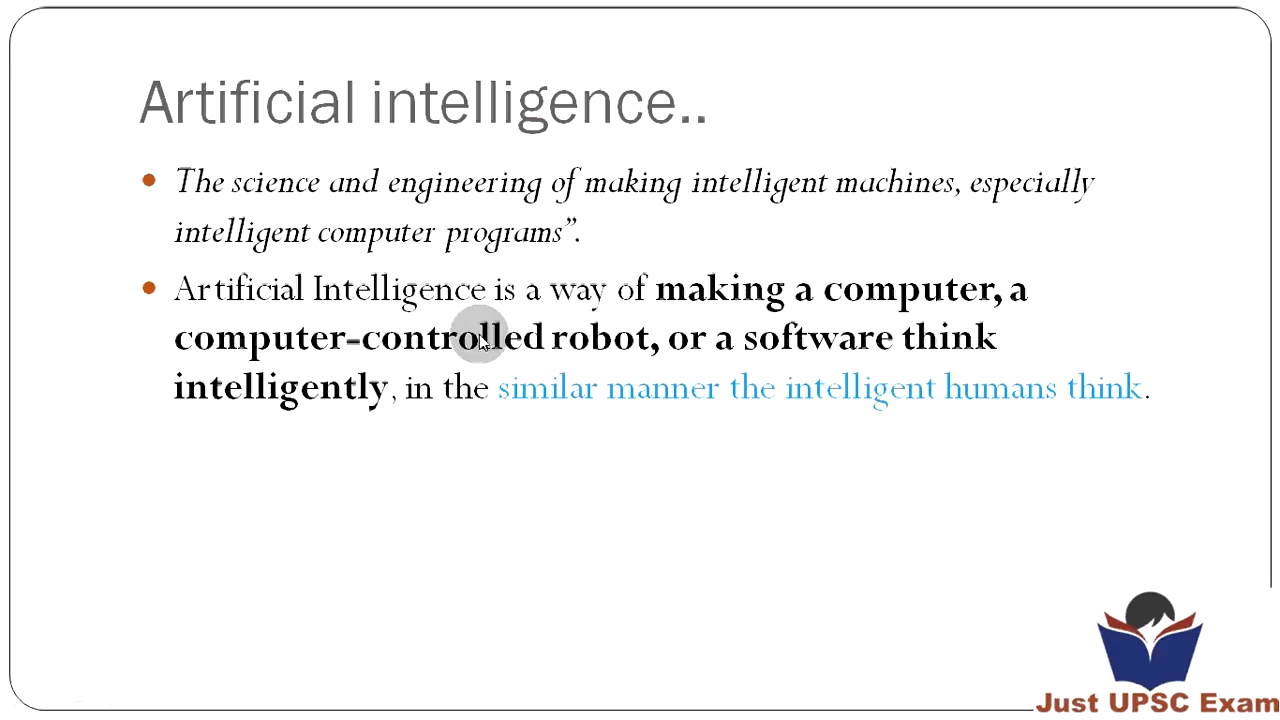 Artificial intelligence..
• The science and engineering of making intelligent machines, especially
intelligent computer programs”.
• Artificial Intelligence is a way of making a computer, a
computer-controlled robot, or a software think
intelligently, in the similar manner the intelligent humans think.
Just UPSC Exam